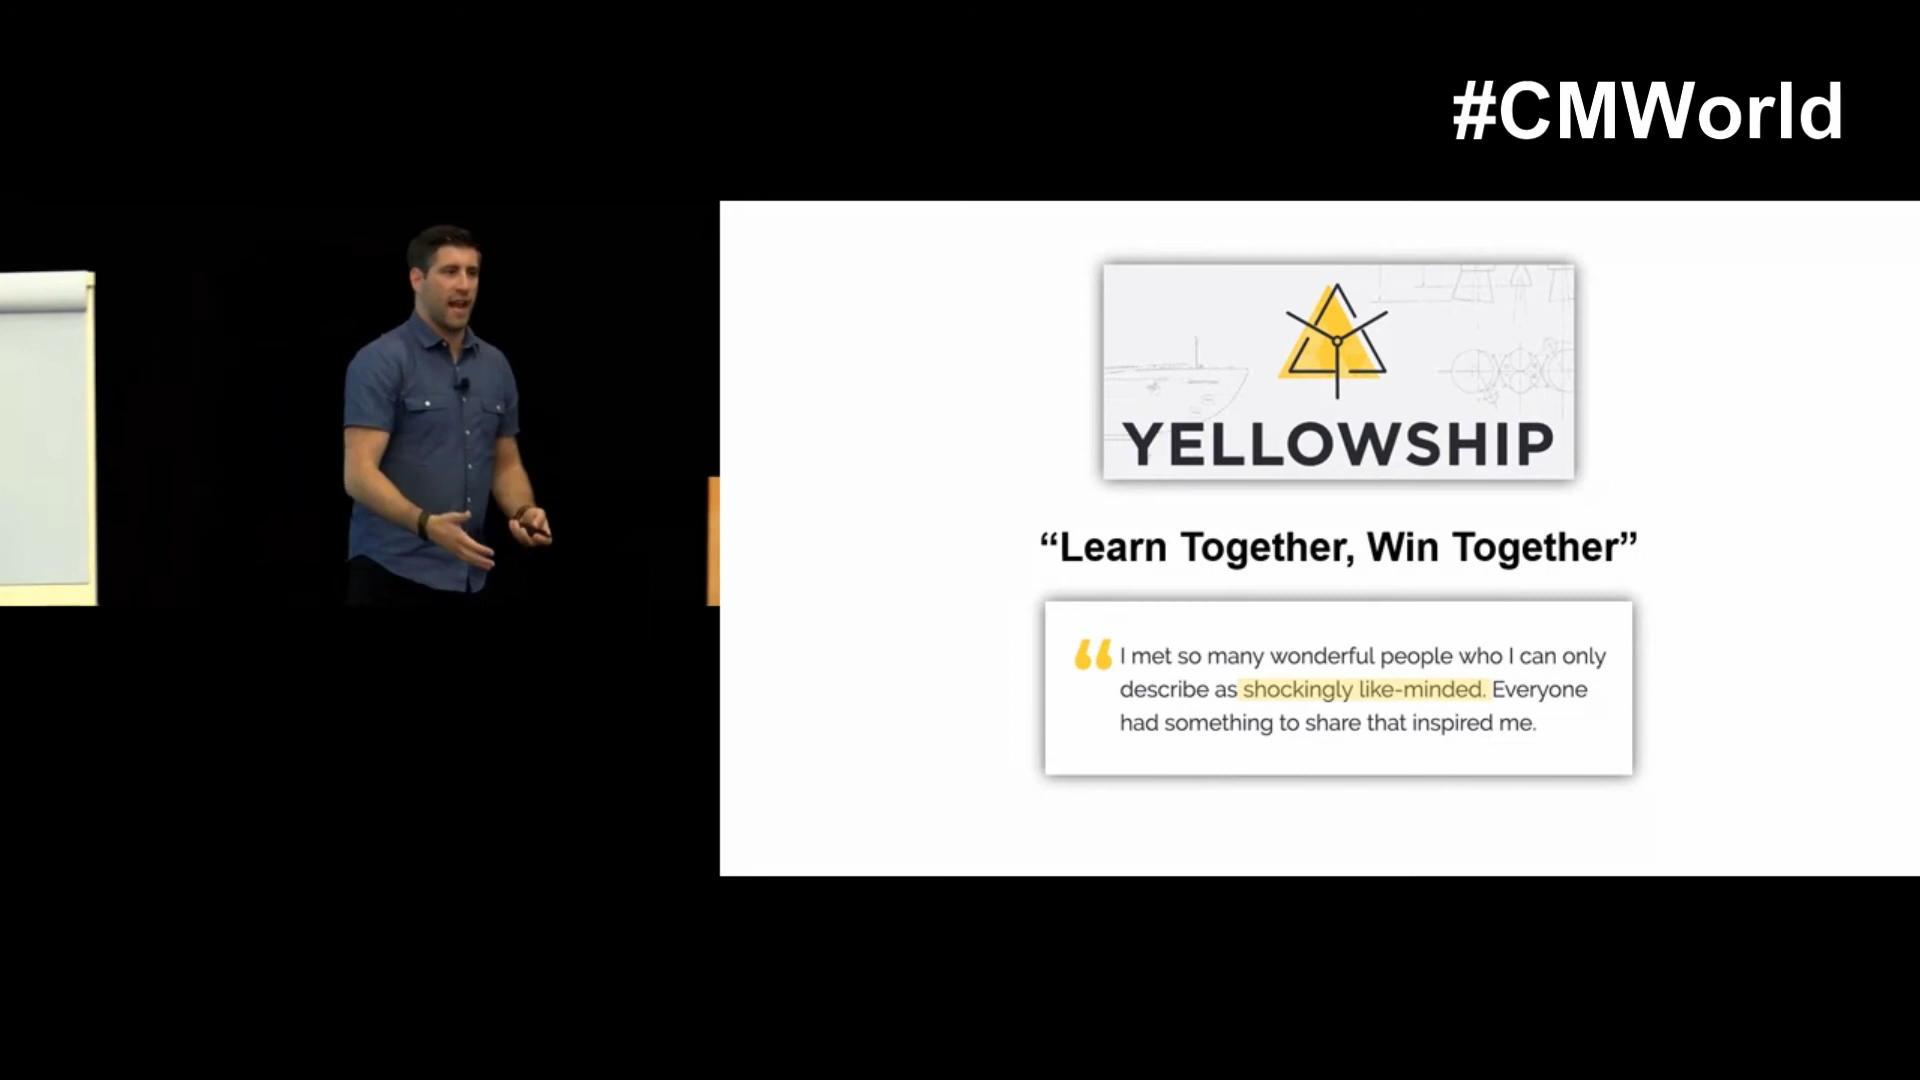 #CMWorld
YELLOWSHIP
“Learn Together, Win Together”
“ I met so many wonderful people who I can only
describe as shockingly like-minded. Everyone
had something to share that inspired me.